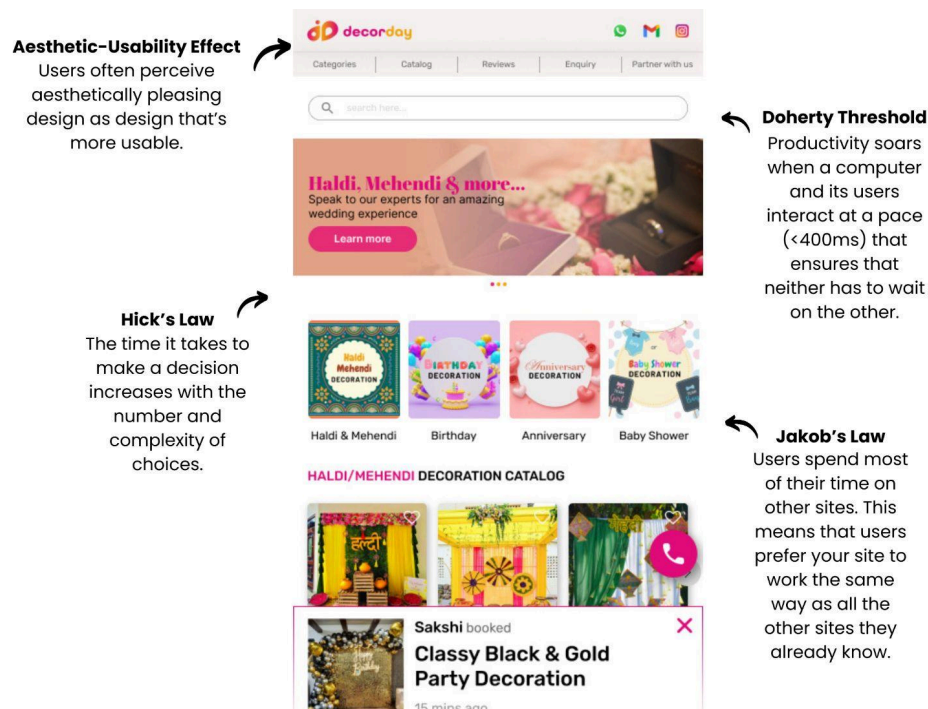 Aesthetic-Usability Effect
Users often perceive
aesthetically pleasing
design as design that's
more usable.
Hick's Law
The time it takes to
make a decision
increases with the
number and
complexity of
choices.
decorday
Categories
Catalog
Reviews
Enquiry
Partner with us
search here...
Haldi, Mehendi & more...
Speak to our experts for an amazing
wedding experience
Learn more
Haldi
Mehendi
DECORATION
BIRTHDAY
DECORATION
Anniversary
DECORATION
or
Baby Shower
DECORATION
Girl
Haldi & Mehendi
Birthday
Anniversary
Baby Shower
HALDI/MEHENDI DECORATION CATALOG
हल्दी
Sakshi booked
Classy Black & Gold
Party Decoration
15 mins ago
Happy
Birthday
Doherty Threshold
Productivity soars
when a computer
and its users
interact at a pace
(<400ms) that
ensures that
neither has to wait
on the other.
Jakob's Law
Users spend most
of their time on
other sites. This
means that users
prefer your site to
work the same
way as all the
other sites they
already know.